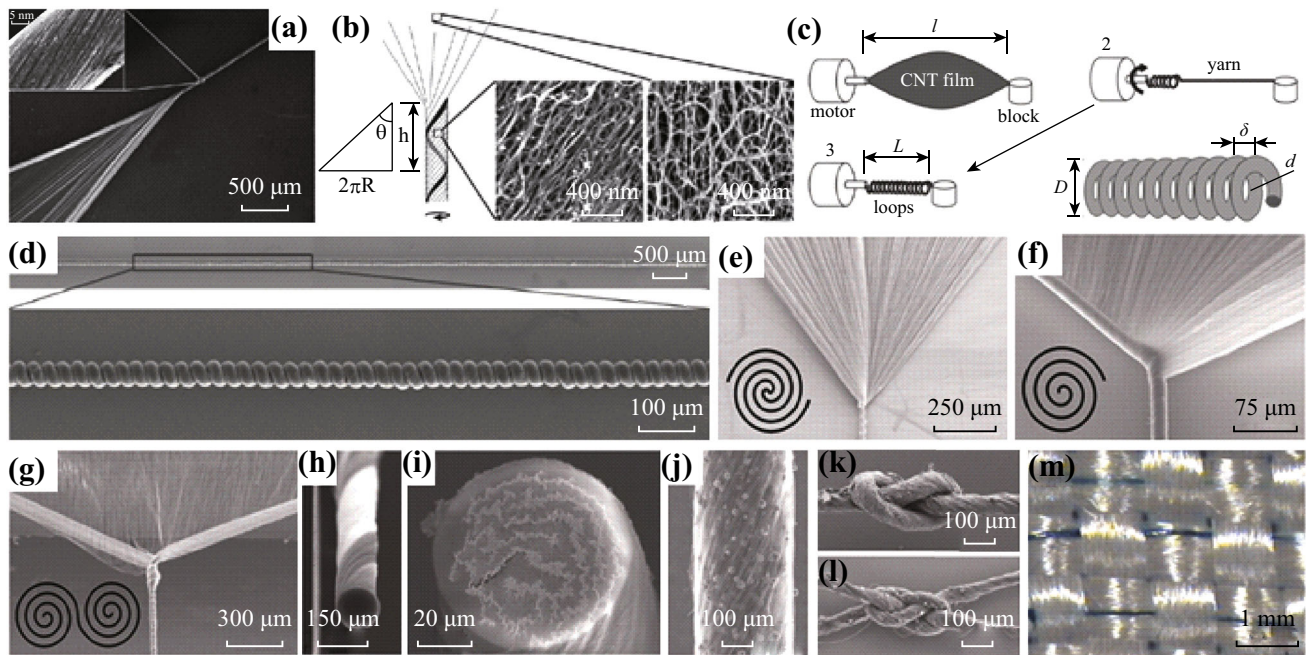 (a)
5 nm
500 μm
(b)
θ
h
2πR
400 nm
400 nm
(c)
l
CNT film
motor
block
2
yarn
3
L
loops
δ
d
D
(d)
500 μm
100 μm
(e)
250 μm
(f)
75 μm
(g)
300 μm
(h)
150 μm
(i)
20 μm
(j)
100 μm
(k)
100 μm
(l)
100 μm
(m)
1 mm